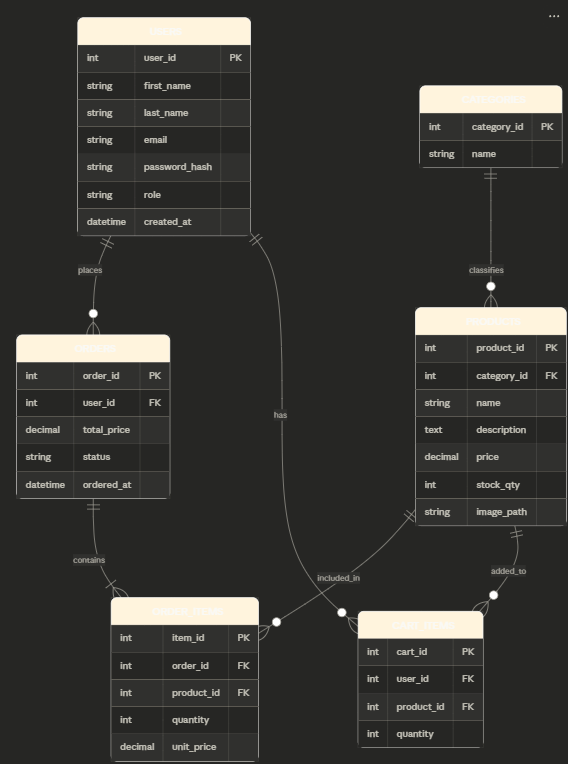 USERS
int user_id PK
string first_name
string last_name
string email
string password_hash
string role
datetime created_at
CATEGORIES
int category_id PK
string name
places
classifies
ORDERS
int order_id PK
int user_id FK
decimal total_price
string status
datetime ordered_at
PRODUCTS
int product_id PK
int category_id FK
string name
text description
decimal price
int stock_qty
string image_path
has
contains
included_in
added_to
ORDER_ITEMS
int item_id PK
int order_id FK
int product_id FK
int quantity
decimal unit_price
CART_ITEMS
int cart_id PK
int user_id FK
int product_id FK
int quantity